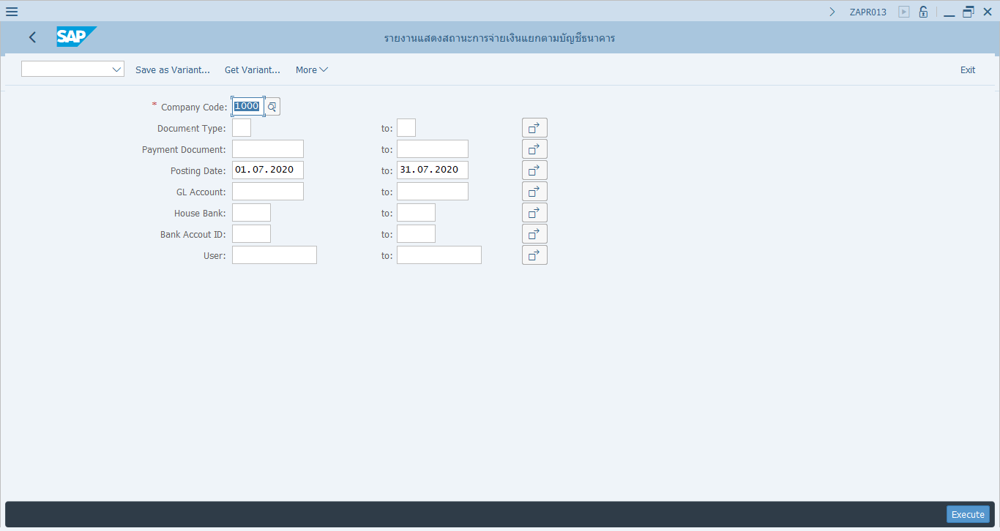 ZAPR013
SAP รายงานแสดงสถานะการจ่ายเงินแยกตามบัญชีธนาคาร
Save as Variant... Get Variant... More Exit
* Company Code: 1000
Document Type: to:
Payment Document: to:
Posting Date: 01.07.2020 to: 31.07.2020
GL Account: to:
House Bank: to:
Bank Accout ID: to:
User: to:
Execute